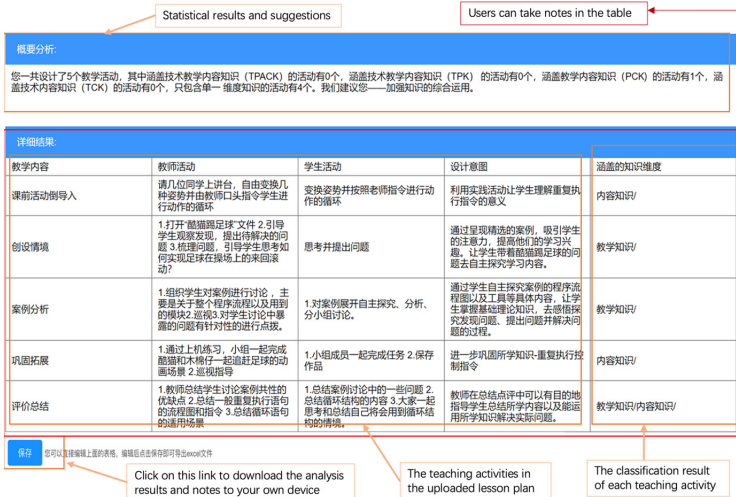 Statistical results and suggestions
Users can take notes in the table
概要分析:
您一共设计了5个教学活动，其中涵盖技术教学内容知识（TPACK）的活动有0个，涵盖技术教学内容知识（TPK） 的活动有0个，涵盖教学内容知识（PCK）的活动有1个，涵
盖技术内容知识（TCK）的活动有0个，只包含单一 维度知识的活动有4个。我们建议您——加强知识的综合运用。
详细结果:
教学内容
教师活动
学生活动
设计意图
涵盖的知识维度
课前活动倒导入
请几位同学上讲台，自由变换几
种姿势并由教师口头指令学生进
行动作的循环
变换姿势并按照老师指令进行动
作的循环
利用实践活动让学生理解重复执
行指令的意义
内容知识/
创设情境
1.打开“酷猫踢足球”文件 2.引导
学生观察发现，提出待解决的问
题 3.梳理问题，引导学生思考如
何实现足球在操场上的来回滚
动?
思考并提出问题
通过呈现精选的案例，吸引学生
的注意力，提高他们的学习兴
趣。让学生带着酷猫踢足球的问
题去自主探究学习内容。
教学知识/
案例分析
1.组织学生对案例进行讨论 ，主
要是关于整个程序流程以及用到
的模块2.巡视3.对学生讨论中暴
露的问题有针对性的进行点拨。
1.对案例展开自主探究、分析、
分小组讨论。
通过学生自主探究案例的程序流
程图以及工具等具体内容，让学
生掌握基础理论知识，去感悟探
究发现问题、提出问题并解决问
题的过程。
教学知识/
巩固拓展
1.通过上机练习，小组一起完成
酷猫和木棉仔一起追赶足球的动
画场景 2.巡视指导
1.小组成员一起完成任务 2.保存
作品
进一步巩固所学知识-重复执行控
制指令
内容知识/
评价总结
1.教师总结学生讨论案例共性的
优缺点 2.总结一般重复执行语句
的流程图和指令 3.总结循环语句
的适用场景
1.总结案例讨论中的一些问题 2.
总结循环结构的内容 3.大家一起
思考和总结自己将会用到循环结
构的情境。
教师在总结点评中可以有目的地
指导学生总结所学内容以及能运
用所学知识解决实际问题。
教学知识/内容知识/
保存
您可以直接编辑上面的表格，编辑后点击保存即可导出excel文件
Click on this link to download the analysis
results and notes to your own device
The teaching activities in
the uploaded lesson plan
The classification result
of each teaching activity